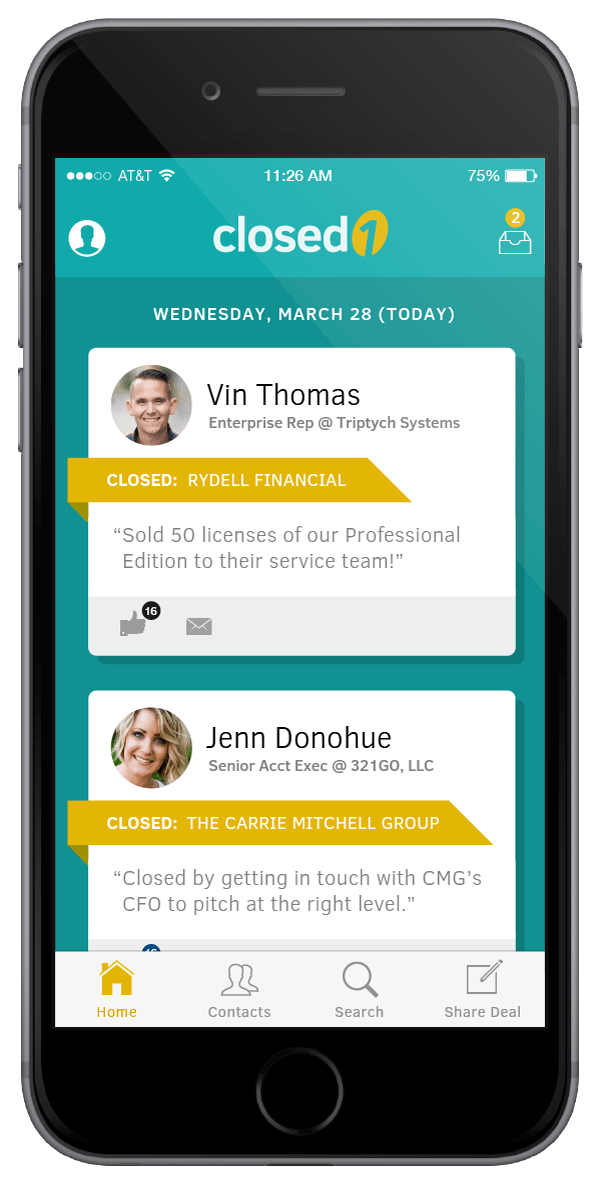 AT&T 11:26 AM 75%
closed1
2
WEDNESDAY, MARCH 28 (TODAY)
Vin Thomas
Enterprise Rep @ Triptych Systems
CLOSED: RYDELL FINANCIAL
“Sold 50 licenses of our Professional
Edition to their service team!”
16
Jenn Donohue
Senior Acct Exec @ 321GO, LLC
CLOSED: THE CARRIE MITCHELL GROUP
“Closed by getting in touch with CMG’s
CFO to pitch at the right level.”
Home Contacts Search Share Deal